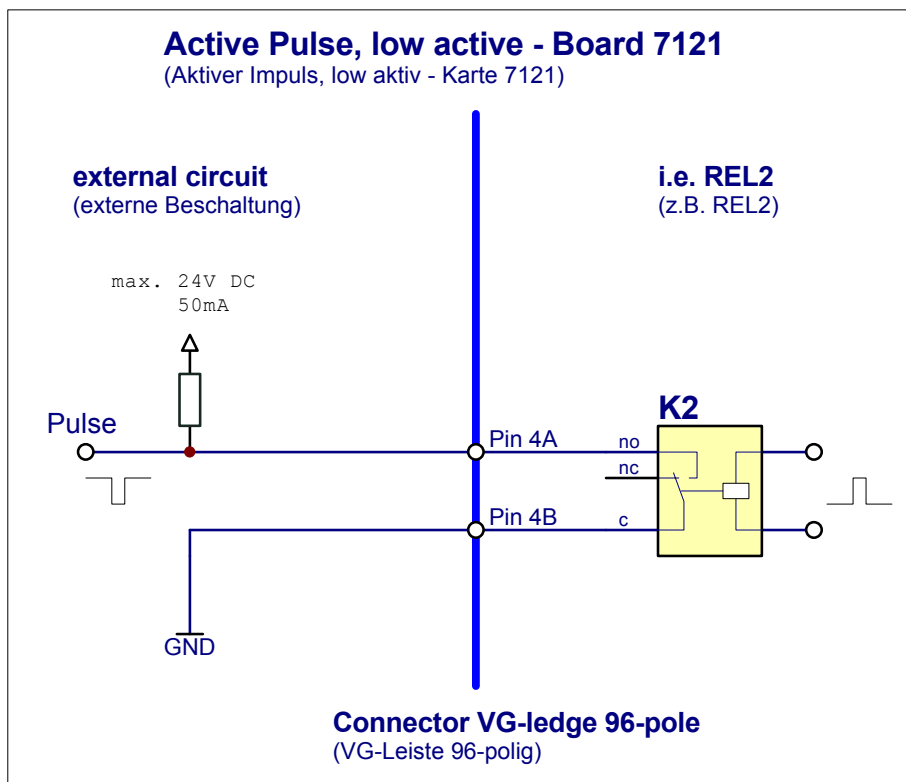 Active Pulse, low active - Board 7121
(Aktiver Impuls, low aktiv - Karte 7121)
external circuit
(externe Beschaltung)
i.e. REL2
(z.B. REL2)
max. 24V DC
50mA
Pulse
Pin 4A
no
K2
nc
Pin 4B
c
GND
Connector VG-ledge 96-pole
(VG-Leiste 96-polig)